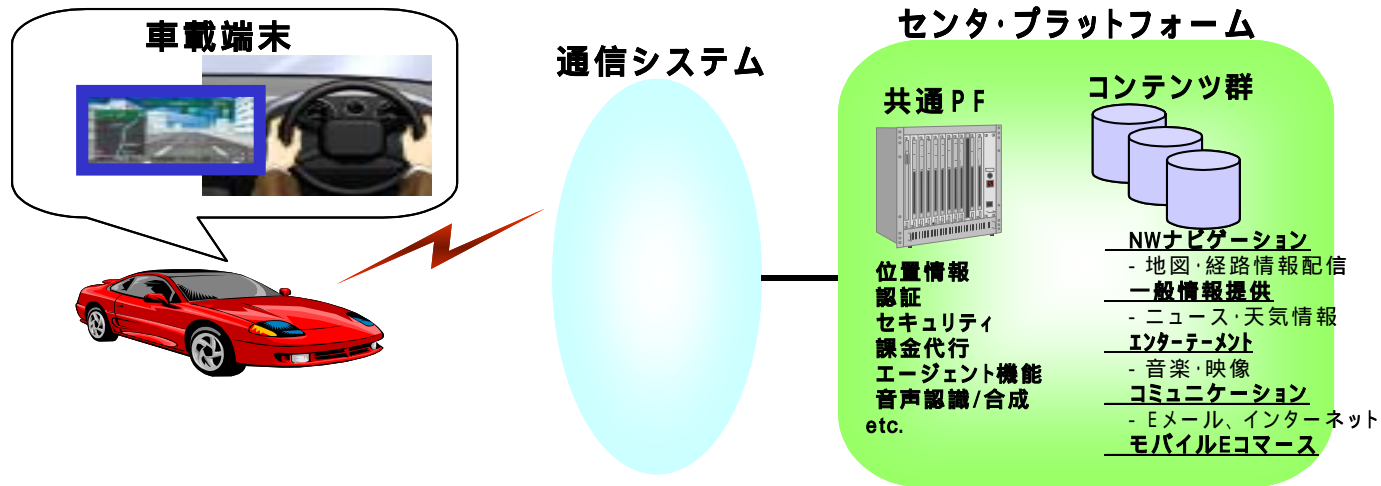 車載端末
通信システム
センタ・プラットフォーム
共通PF
位置情報
認証
セキュリティ
課金代行
エージェント機能
音声認識/合成
etc.
コンテンツ群
NWナビゲーション
- 地図・経路情報配信
一般情報提供
- ニュース・天気情報
エンターテーメント
- 音楽・映像
コミュニケーション
- Eメール、インターネット
モバイルEコマース